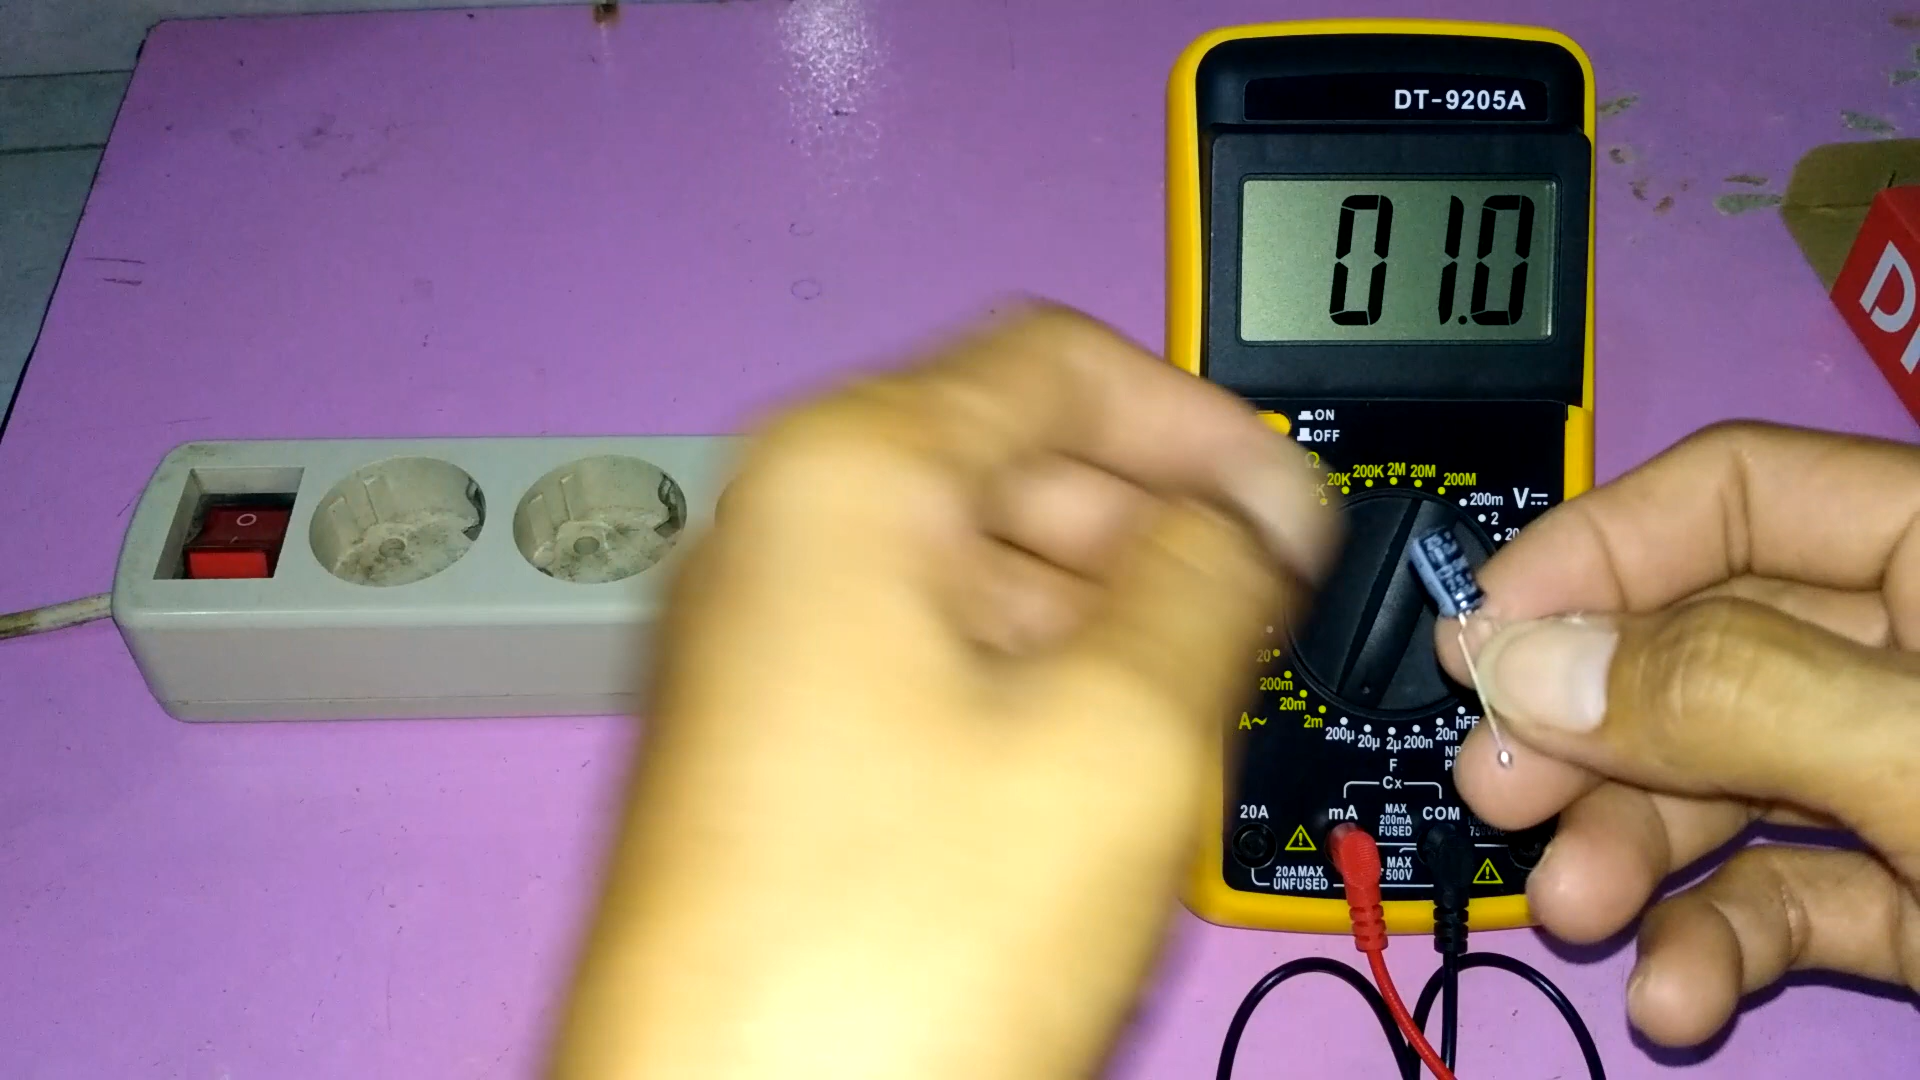 DT-9205A
01.0
ON
OFF
Ω
20K 200K 2M 20M 200M
200m V
2
20
200m
20m
2m
A~
200µ 20µ 2µ 200n 20n hFE
F
Cx
20A mA MAX 200mA FUSED COM
20A MAX UNFUSED
MAX 500V